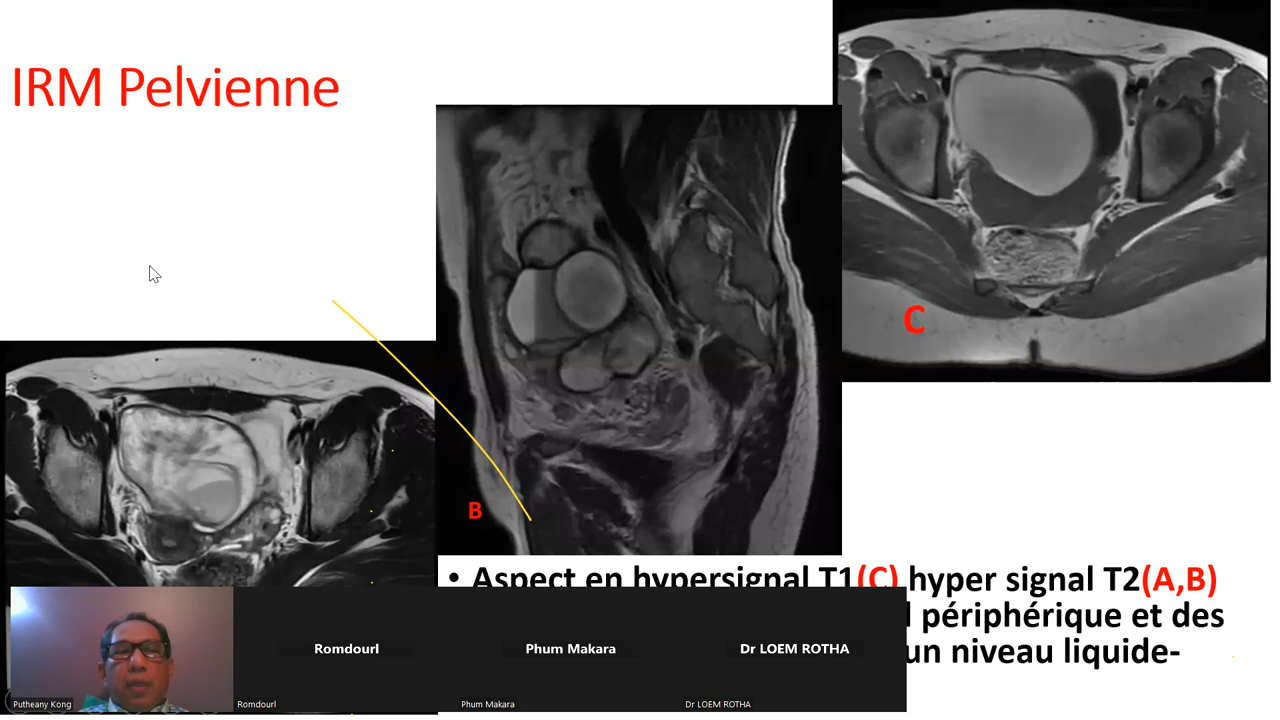 IRM Pelvienne
C
B
• Aspect en hypersignal T1(C) hyper signal T2(A,B)
périphérique et des
un niveau liquide-
Romdourl
Phum Makara
Dr LOEM ROTHA
Putheany Kong
Romdourl
Phum Makara
Dr LOEM ROTHA